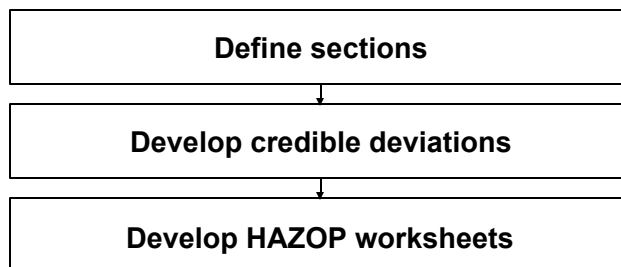 Define sections
Develop credible deviations
Develop HAZOP worksheets